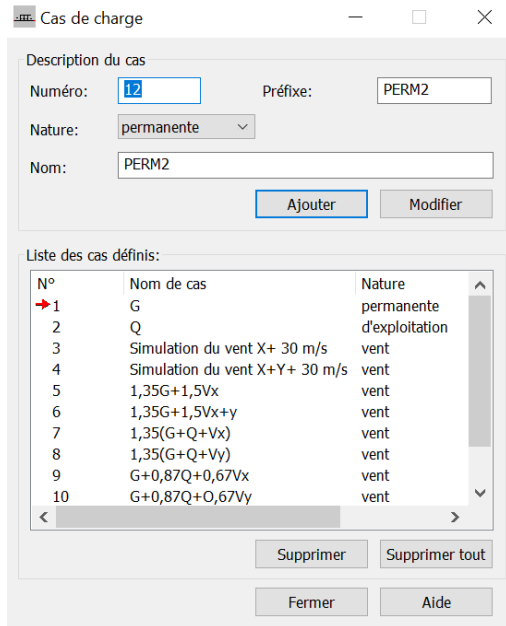 Cas de charge
Description du cas
Numéro: 12 Préfixe: PERM2
Nature: permanente
Nom: PERM2
Ajouter Modifier
Liste des cas définis:
N° Nom de cas Nature
1 G permanente
2 Q d'exploitation
3 Simulation du vent X+ 30 m/s vent
4 Simulation du vent X+Y+ 30 m/s vent
5 1,35G+1,5Vx vent
6 1,35G+1,5Vx+y vent
7 1,35(G+Q+Vx) vent
8 1,35(G+Q+Vy) vent
9 G+0,87Q+0,67Vx vent
10 G+0,87Q+O,67Vy vent
Supprimer Supprimer tout
Fermer Aide